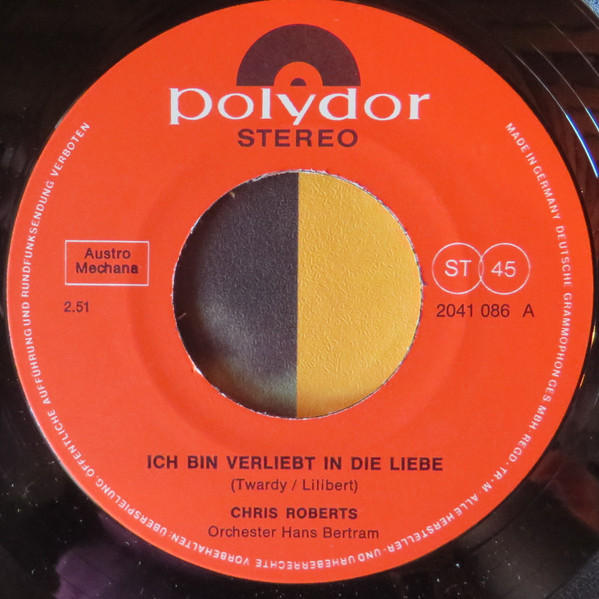 polydor
STEREO
Austro
Mechana
2.51
ST 45
2041 086 A
ICH BIN VERLIEBT IN DIE LIEBE
(Twardy / Lilibert)
CHRIS ROBERTS
Orchester Hans Bertram
MADE IN GERMANY DEUTSCHE GRAMMOPHON GES MBH · REGD · TR · M · ALLE HERSTELLER- UND URHEBERRECHTE VORBEHALTEN · ÜBERSPIELUNG ÖFFENTLICHE AUFFÜHRUNG UND RUNDFUNKSENDUNG VERBOTEN